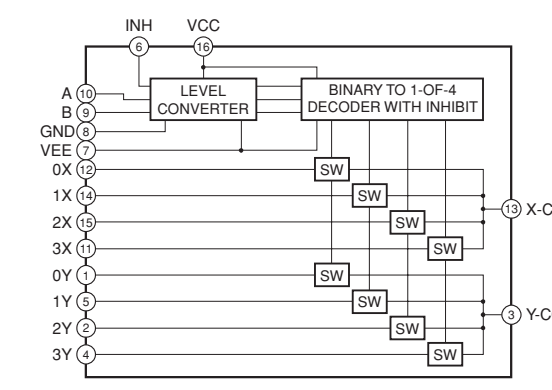 INH VCC
6 16
A 10
B 9
GND 8
VEE 7
LEVEL
CONVERTER
BINARY TO 1-OF-4
DECODER WITH INHIBIT
0X 12 SW
1X 14 SW
13 X-C
2X 15 SW
3X 11 SW
0Y 1 SW
1Y 5 SW
3 Y-C
2Y 2 SW
3Y 4 SW